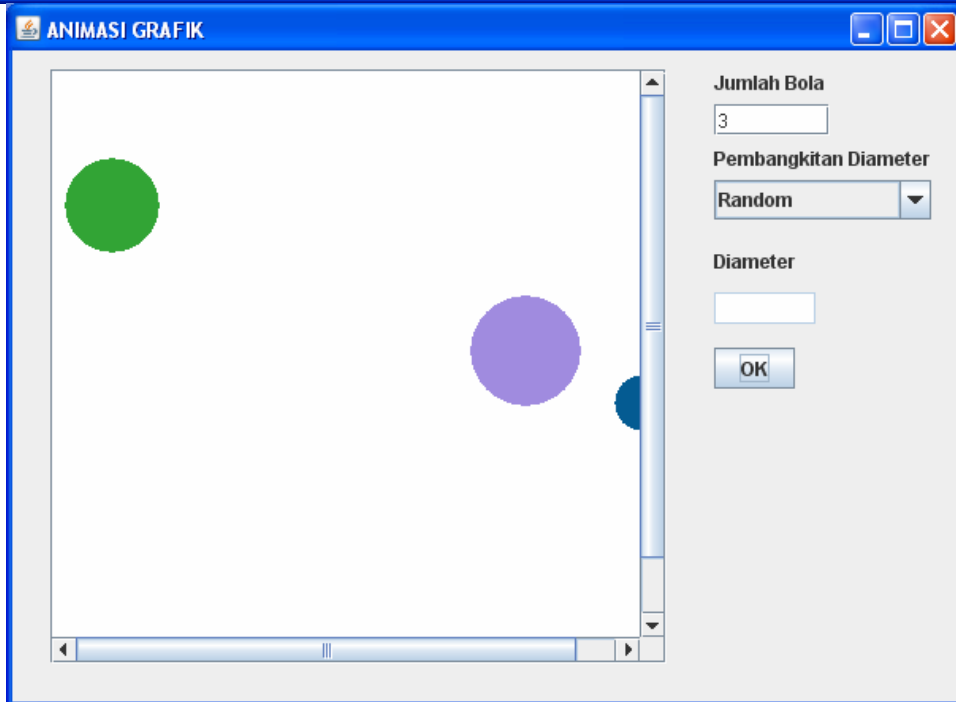 ANIMASI GRAFIK
Jumlah Bola
3
Pembangkitan Diameter
Random
Diameter
OK